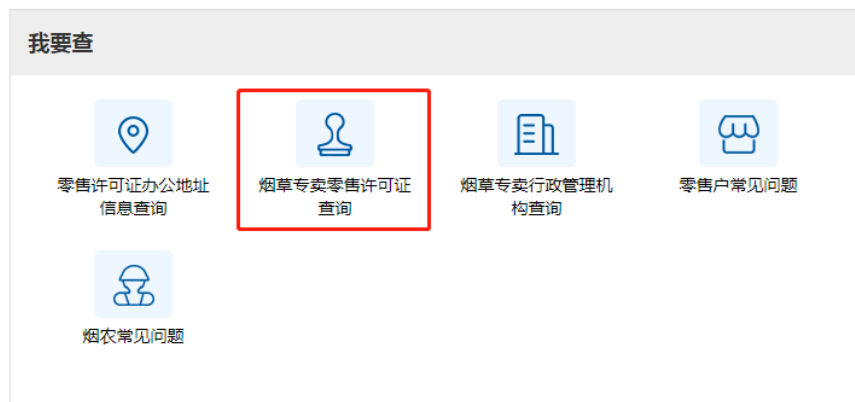 我要查
零售许可证办公地址
信息查询
烟草专卖零售许可证
查询
烟草专卖行政管理机
构查询
零售户常见问题
烟农常见问题